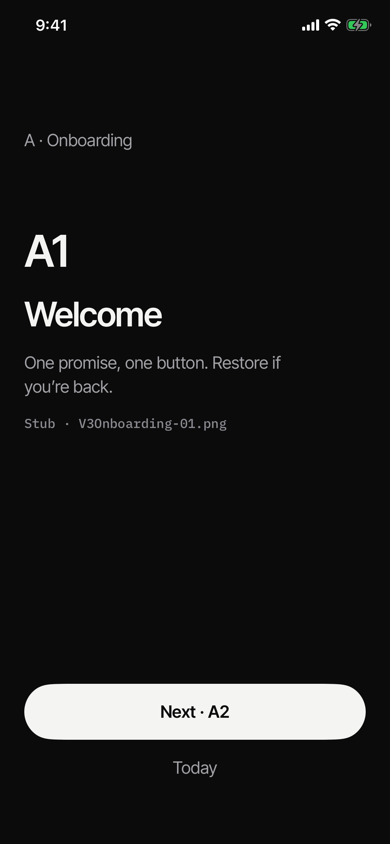 9:41
A · Onboarding
A1
Welcome
One promise, one button. Restore if
you’re back.
Stub · V3Onboarding-01.png
Next · A2
Today